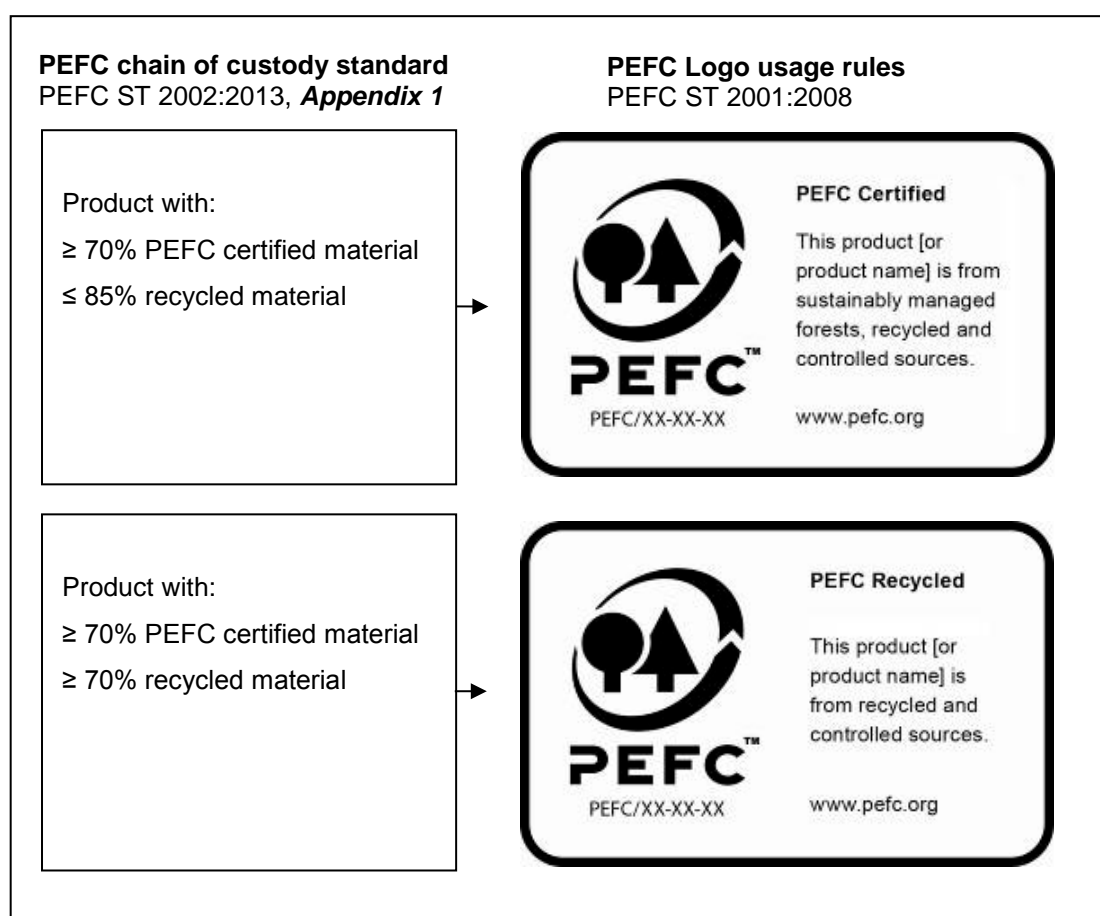 PEFC chain of custody standard
PEFC ST 2002:2013, Appendix 1
PEFC Logo usage rules
PEFC ST 2001:2008
Product with:
≥ 70% PEFC certified material
≤ 85% recycled material
PEFC™
PEFC/XX-XX-XX
PEFC Certified
This product [or
product name] is from
sustainably managed
forests, recycled and
controlled sources.
www.pefc.org
Product with:
≥ 70% PEFC certified material
≥ 70% recycled material
PEFC™
PEFC/XX-XX-XX
PEFC Recycled
This product [or
product name] is
from recycled and
controlled sources.
www.pefc.org